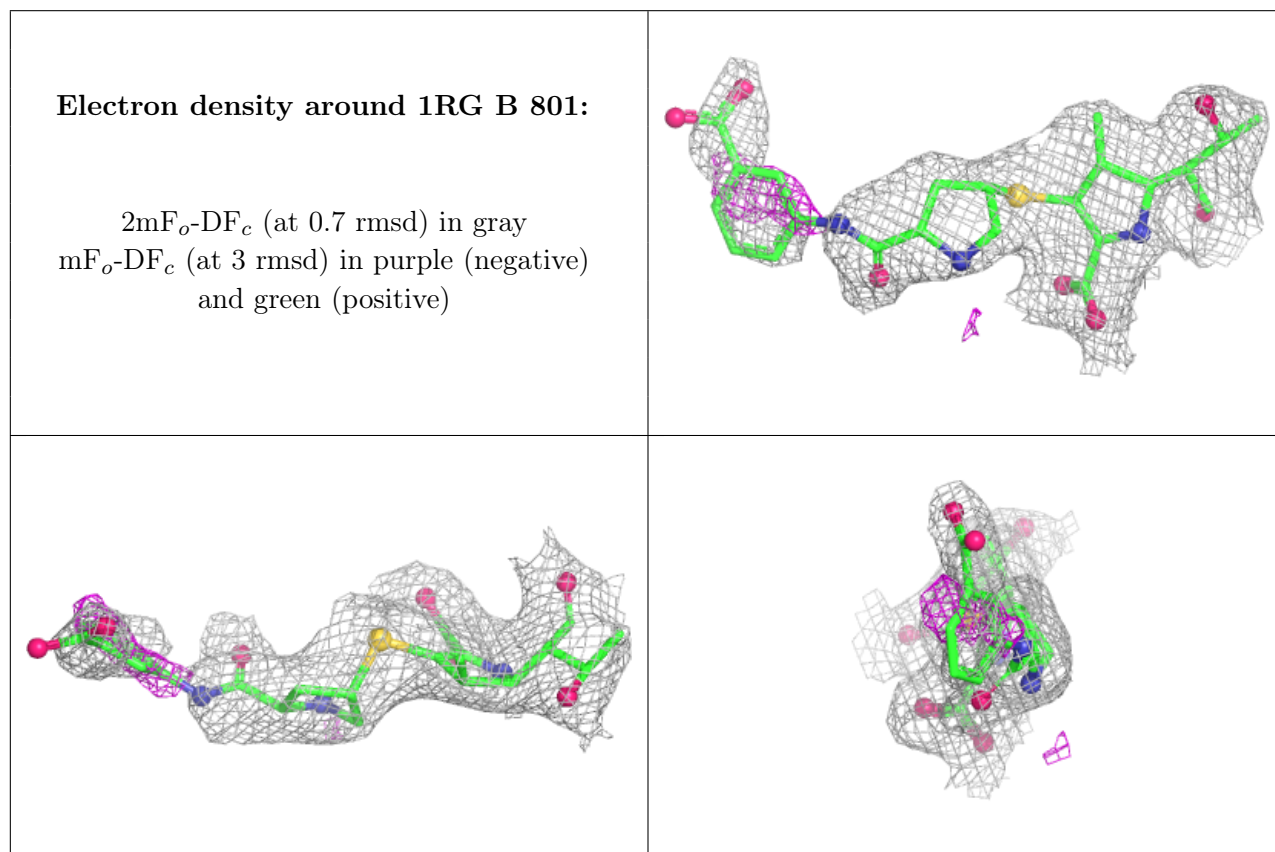 Electron density around 1RG B 801:
2mFₒ-DF𝒸 (at 0.7 rmsd) in gray
mFₒ-DF𝒸 (at 3 rmsd) in purple (negative)
and green (positive)